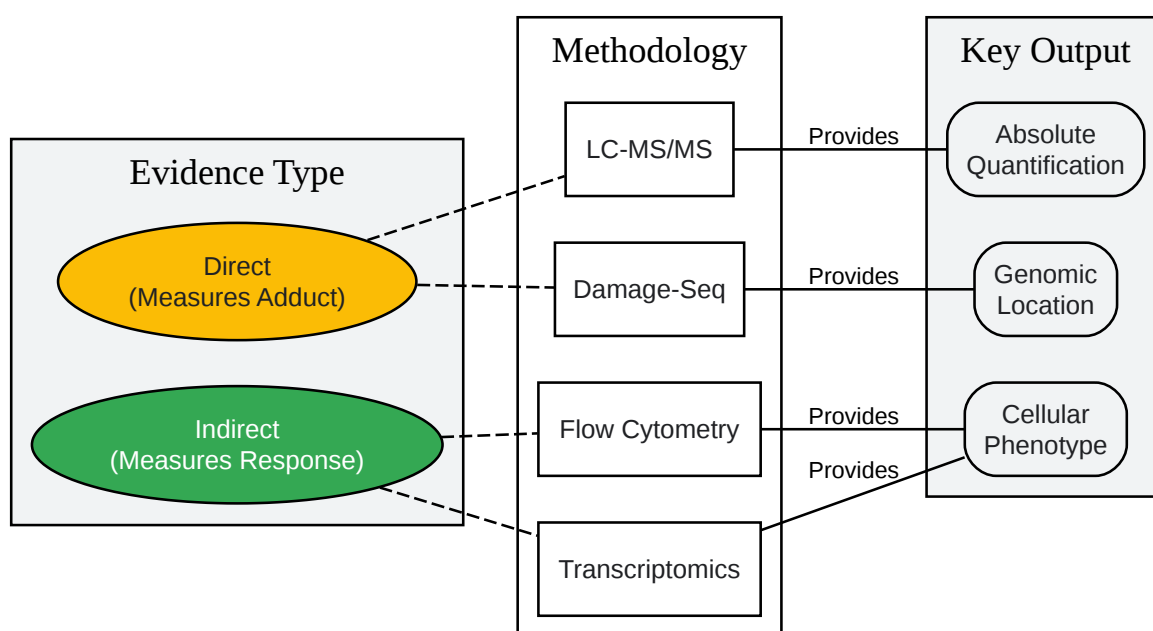 Evidence Type
Direct
(Measures Adduct)
Indirect
(Measures Response)
Methodology
LC-MS/MS
Damage-Seq
Flow Cytometry
Transcriptomics
Provides
Provides
Provides
Provides
Key Output
Absolute
Quantification
Genomic
Location
Cellular
Phenotype